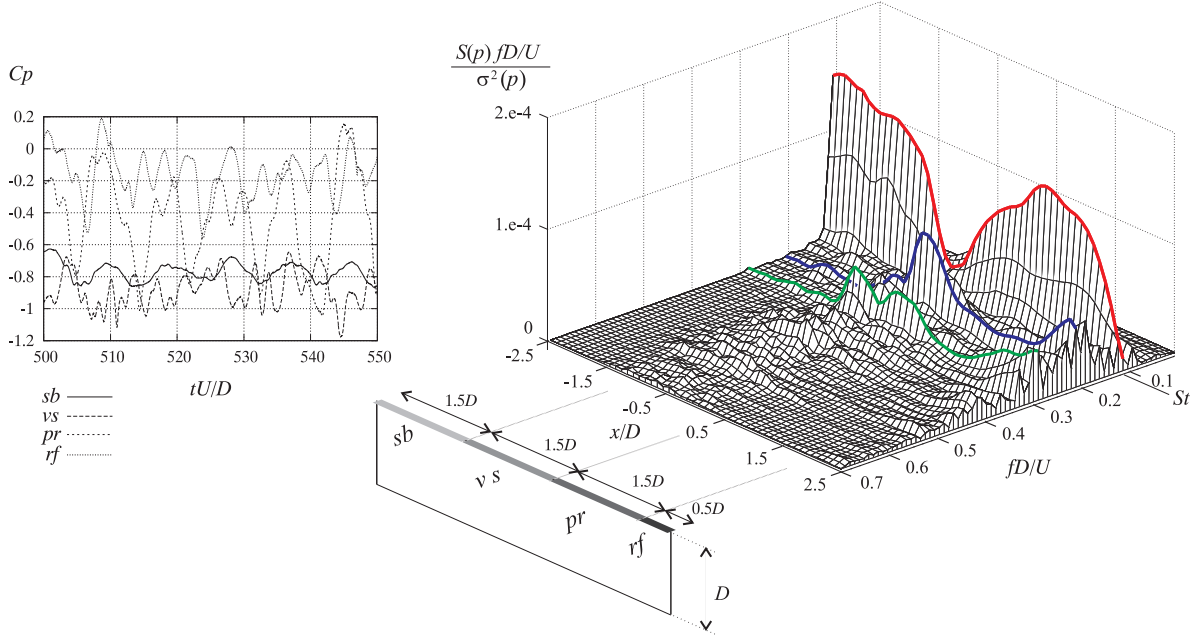 Cp
0.2
0
-0.2
-0.4
-0.6
-0.8
-1
-1.2
500 510 520 530 540 550
tU/D
sb
vs
pr
rf
S(p) fD/U
σ²(p)
2.e-4
1.e-4
0
-2.5
-1.5
-0.5
0.5
1.5
2.5
x/D
0.7
0.6
0.5
0.4
0.3
0.2
0.1
St
fD/U
1.5D
1.5D
1.5D
0.5D
sb
vs
pr
rf
D